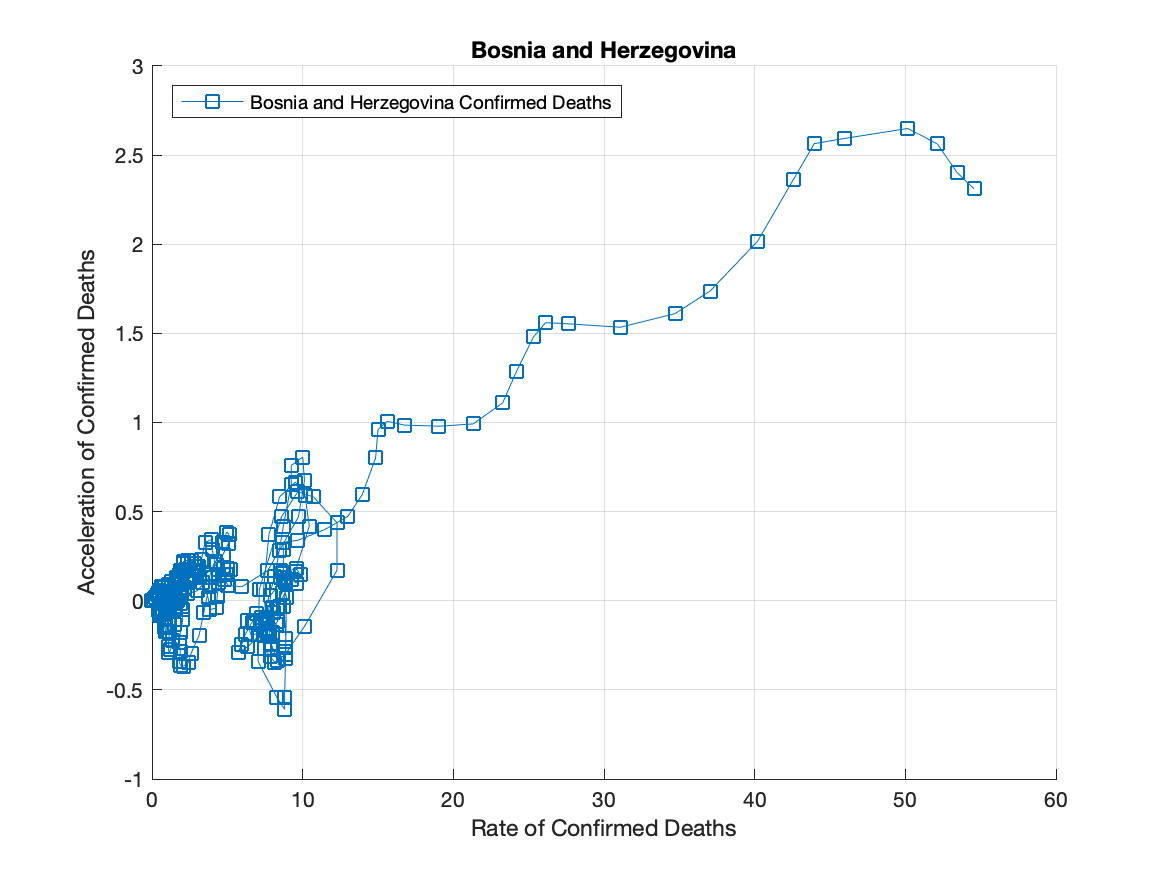 Bosnia and Herzegovina
Bosnia and Herzegovina Confirmed Deaths
3
2.5
2
1.5
1
0.5
0
-0.5
-1
Acceleration of Confirmed Deaths
0 10 20 30 40 50 60
Rate of Confirmed Deaths